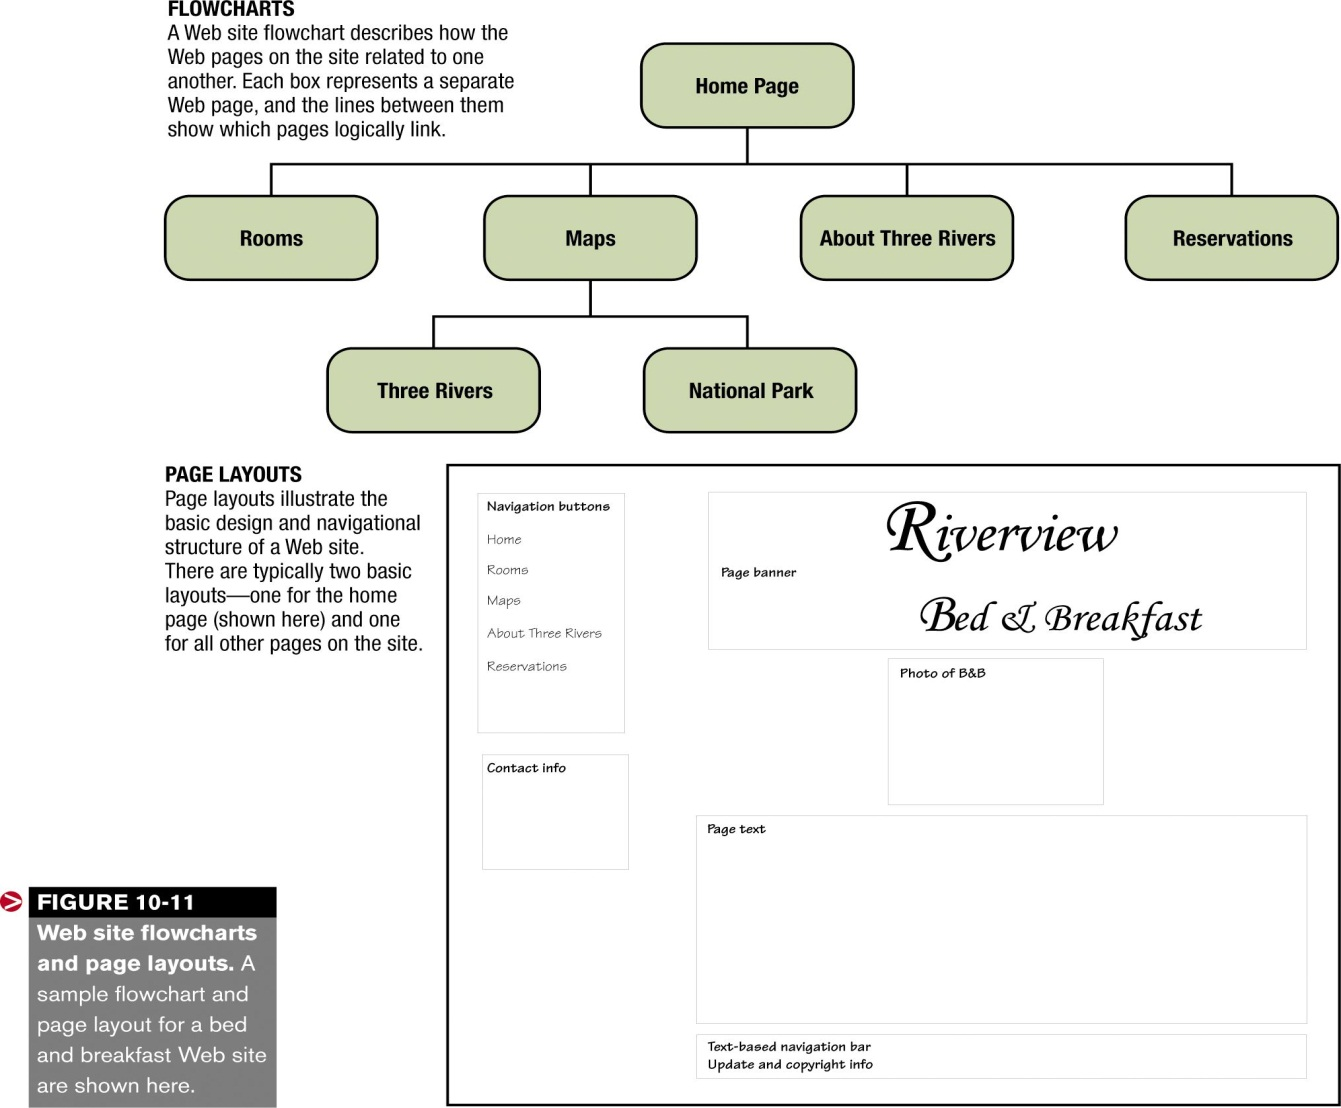 FLOWCHARTS
A Web site flowchart describes how the
Web pages on the site related to one
another. Each box represents a separate
Web page, and the lines between them
show which pages logically link.
Home Page
Rooms
Maps
About Three Rivers
Reservations
Three Rivers
National Park
PAGE LAYOUTS
Page layouts illustrate the
basic design and navigational
structure of a Web site.
There are typically two basic
layouts—one for the home
page (shown here) and one
for all other pages on the site.
Navigation buttons
Home
Rooms
Maps
About Three Rivers
Reservations
Contact info
Riverview
Page banner
Bed & Breakfast
Photo of B&B
Page text
Text-based navigation bar
Update and copyright info
FIGURE 10-11
Web site flowcharts
and page layouts. A
sample flowchart and
page layout for a bed
and breakfast Web site
are shown here.